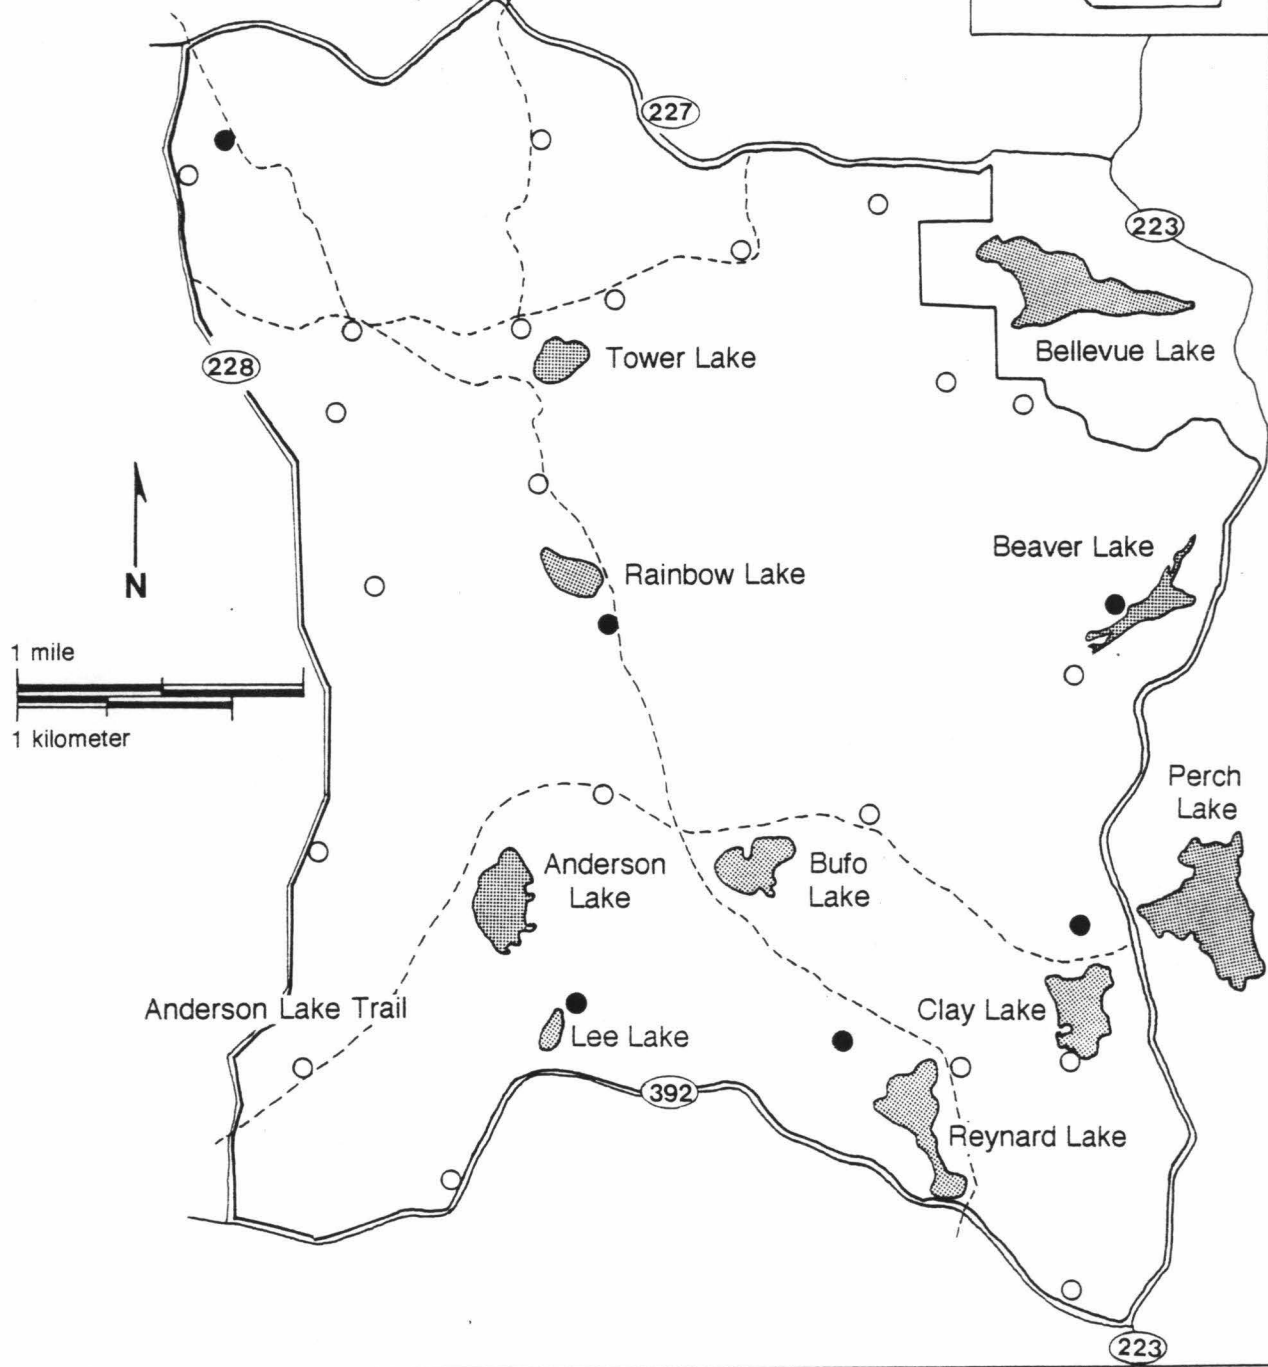 227
223
Tower Lake
Bellevue Lake
228
Beaver Lake
Rainbow Lake
N
1 mile
1 kilometer
Perch
Lake
Anderson
Lake
Bufo
Lake
Anderson Lake Trail
Clay Lake
Lee Lake
392
Reynard Lake
223